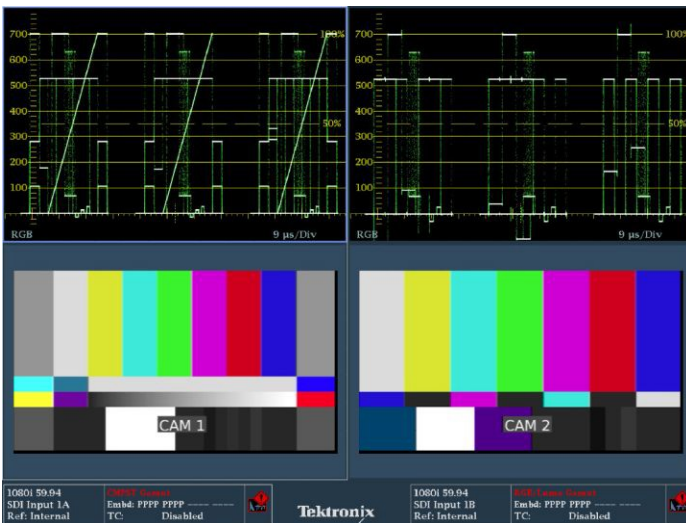 700
100%
600
500
50%
400
300
200
100
RGB
9 µs/Div
700
100%
600
500
50%
400
300
200
100
RGB
9 µs/Div
CAM 1
CAM 2
1080i 59.94
SDI Input 1A
Ref: Internal
Embd: PPPP PPPP ---- ----
TC: Disabled
Tektronix
1080i 59.94
SDI Input 1B
Ref: Internal
Embd: PPPP PPPP ---- ----
TC: Disabled